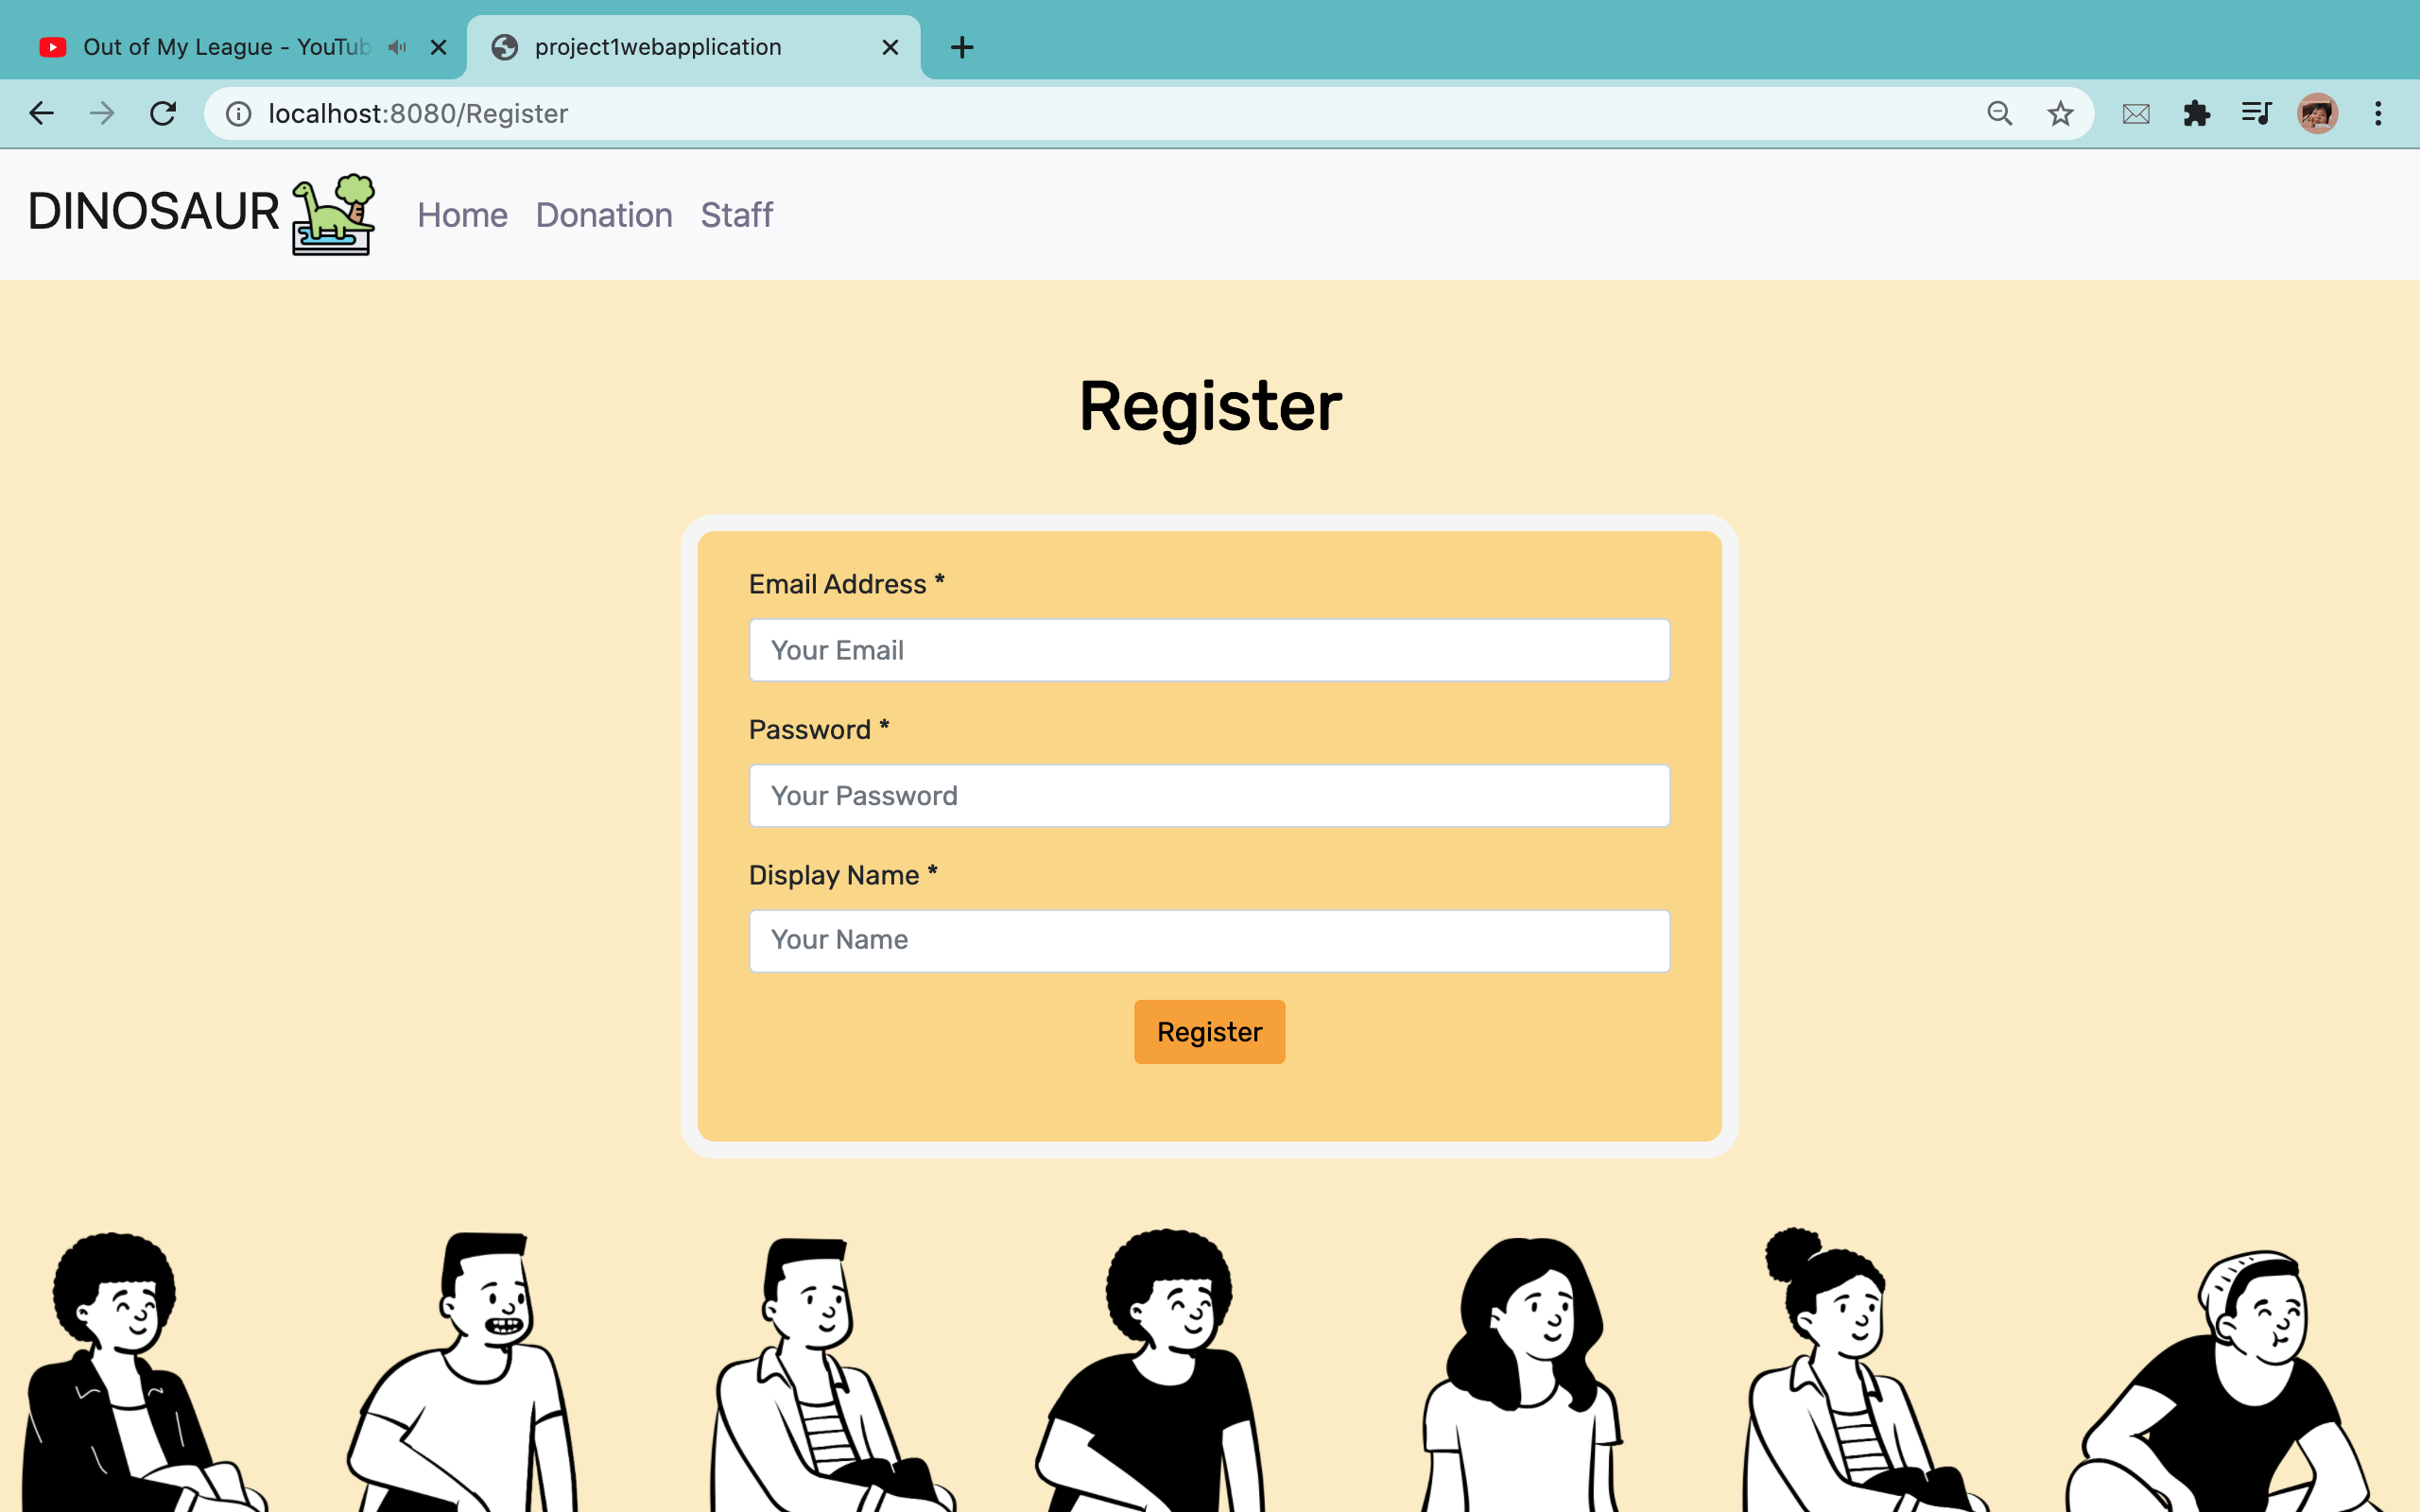 Out of My League - YouTub
project1webapplication
localhost:8080/Register
DINOSAUR
Home Donation Staff
Register
Email Address *
Your Email
Password *
Your Password
Display Name *
Your Name
Register